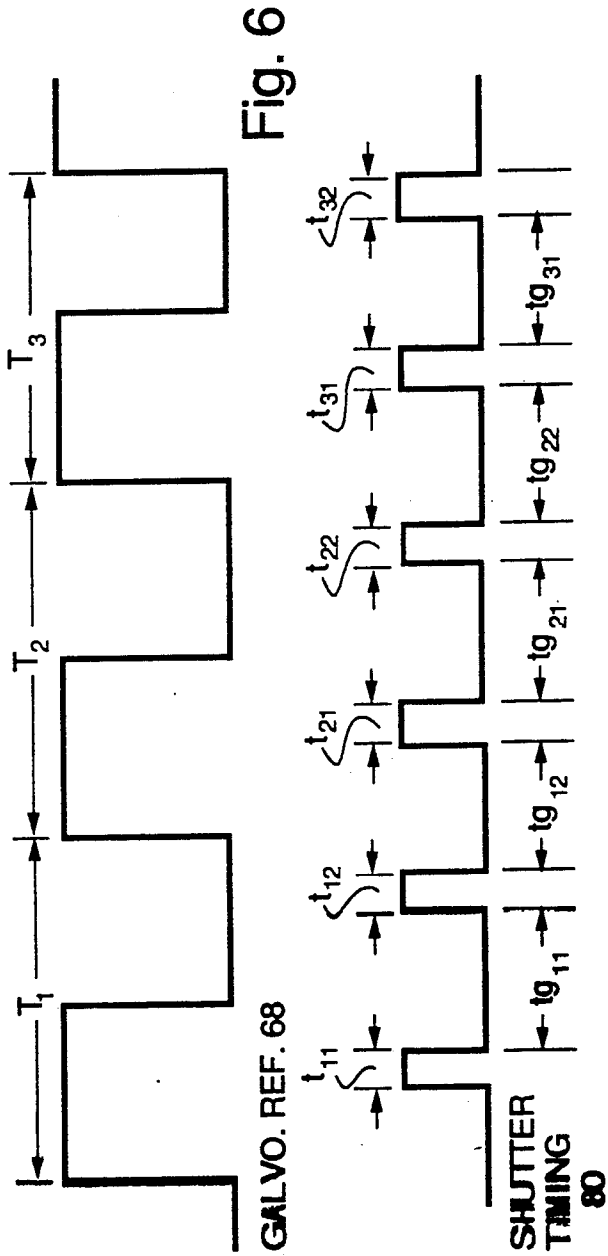 T1
T2
T3
GALVO. REF. 68
Fig. 6
t11
t12
t21
t22
t31
t32
SHUTTER
TIMING
80
tg11
tg12
tg21
tg22
tg31